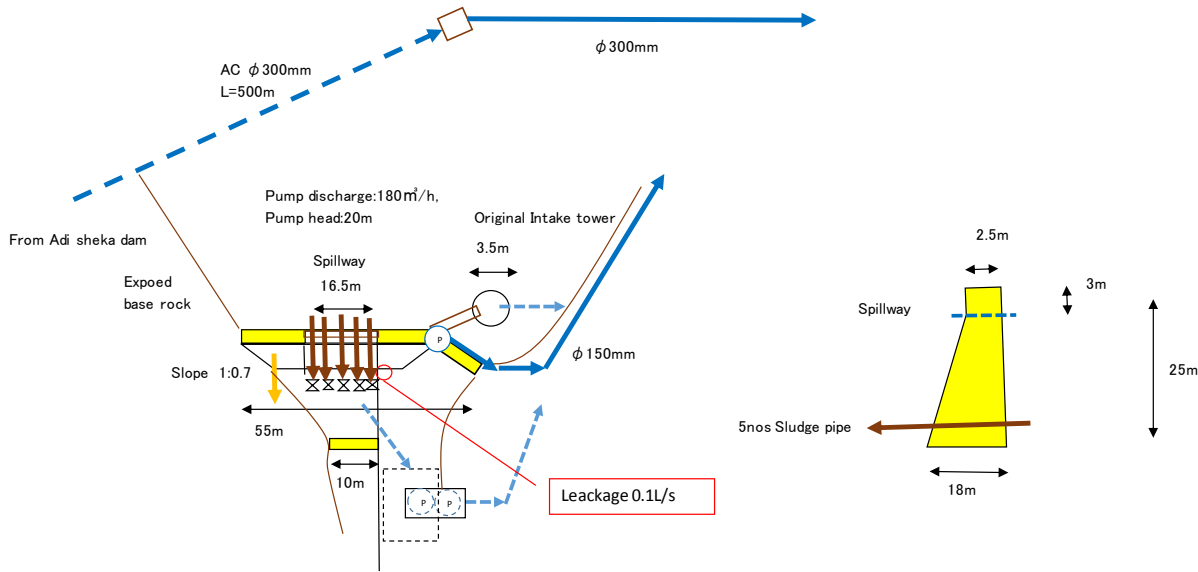 φ300mm
AC φ300mm
L=500m
Pump discharge:180㎥/h,
Pump head:20m
Original Intake tower
From Adi sheka dam
3.5m
2.5m
Spillway
16.5m
3m
Expoed
base rock
Spillway
P
φ150mm
Slope 1:0.7
25m
55m
5nos Sludge pipe
10m
18m
Leackage 0.1L/s
P
P